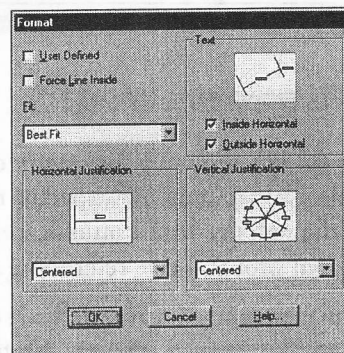 Format
User Defined
Force Line Inside
Fit:
Best Fit
Text
Inside Horizontal
Outside Horizontal
Horizontal Justification
Centered
Vertical Justification
Centered
OK
Cancel
Help...